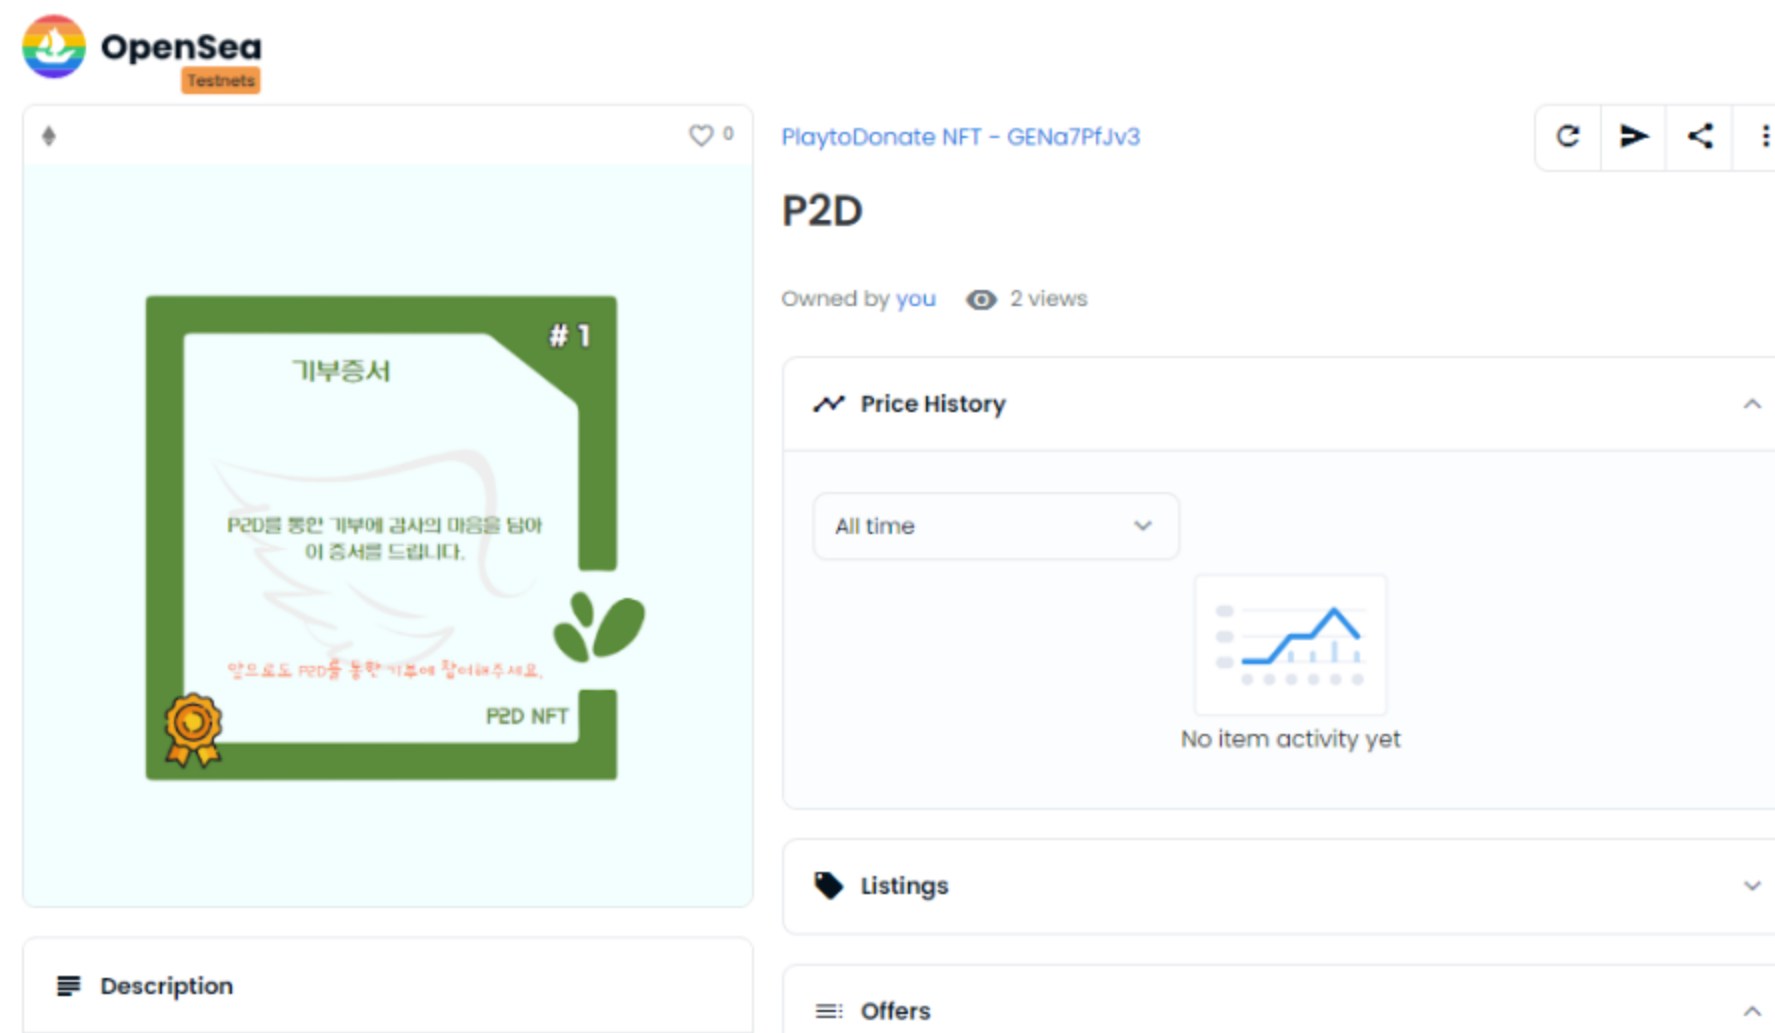 OpenSea
Testnets
0
PlaytoDonate NFT - GENa7PfJv3
P2D
Owned by you
2 views
# 1
기부증서
P2D를 통한 기부에 감사의 마음을 담아
이 증서를 드립니다.
앞으로도 P2D를 통한 기부에 참여해주세요.
P2D NFT
Price History
All time
No item activity yet
Listings
Description
Offers